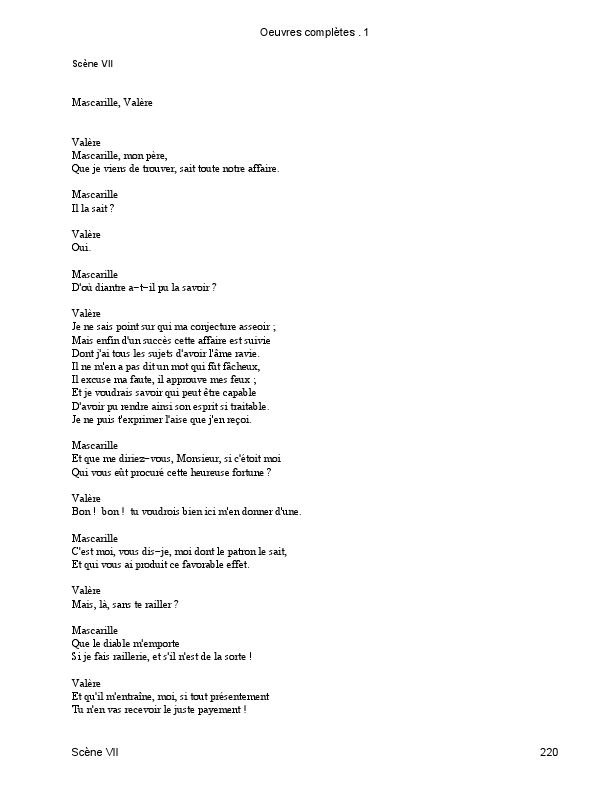 Oeuvres complètes . 1
Scène VII
Mascarille, Valère
Valère
Mascarille, mon père,
Que je viens de trouver, sait toute notre affaire.
Mascarille
Il la sait ?
Valère
Oui.
Mascarille
D'où diantre a−t−il pu la savoir ?
Valère
Je ne sais point sur qui ma conjecture asseoir ;
Mais enfin d'un succès cette affaire est suivie
Dont j'ai tous les sujets d'avoir l'âme ravie.
Il ne m'en a pas dit un mot qui fût fâcheux,
Il excuse ma faute, il approuve mes feux ;
Et je voudrais savoir qui peut être capable
D'avoir pu rendre ainsi son esprit si traitable.
Je ne puis t'exprimer l'aise que j'en reçoi.
Mascarille
Et que me diriez−vous, Monsieur, si c'étoit moi
Qui vous eût procuré cette heureuse fortune ?
Valère
Bon ! bon ! tu voudrois bien ici m'en donner d'une.
Mascarille
C'est moi, vous dis−je, moi dont le patron le sait,
Et qui vous ai produit ce favorable effet.
Valère
Mais, là, sans te railler ?
Mascarille
Que le diable m'emporte
Si je fais raillerie, et s'il n'est de la sorte !
Valère
Et qu'il m'entraîne, moi, si tout présentement
Tu n'en vas recevoir le juste payement !
Scène VII 220